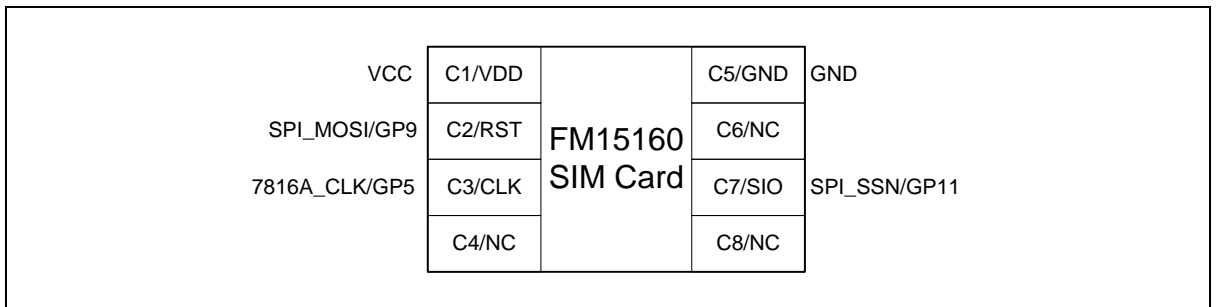 VCC C1/VDD C5/GND GND
SPI_MOSI/GP9 C2/RST C6/NC
FM15160
SIM Card
7816A_CLK/GP5 C3/CLK C7/SIO SPI_SSN/GP11
C4/NC C8/NC